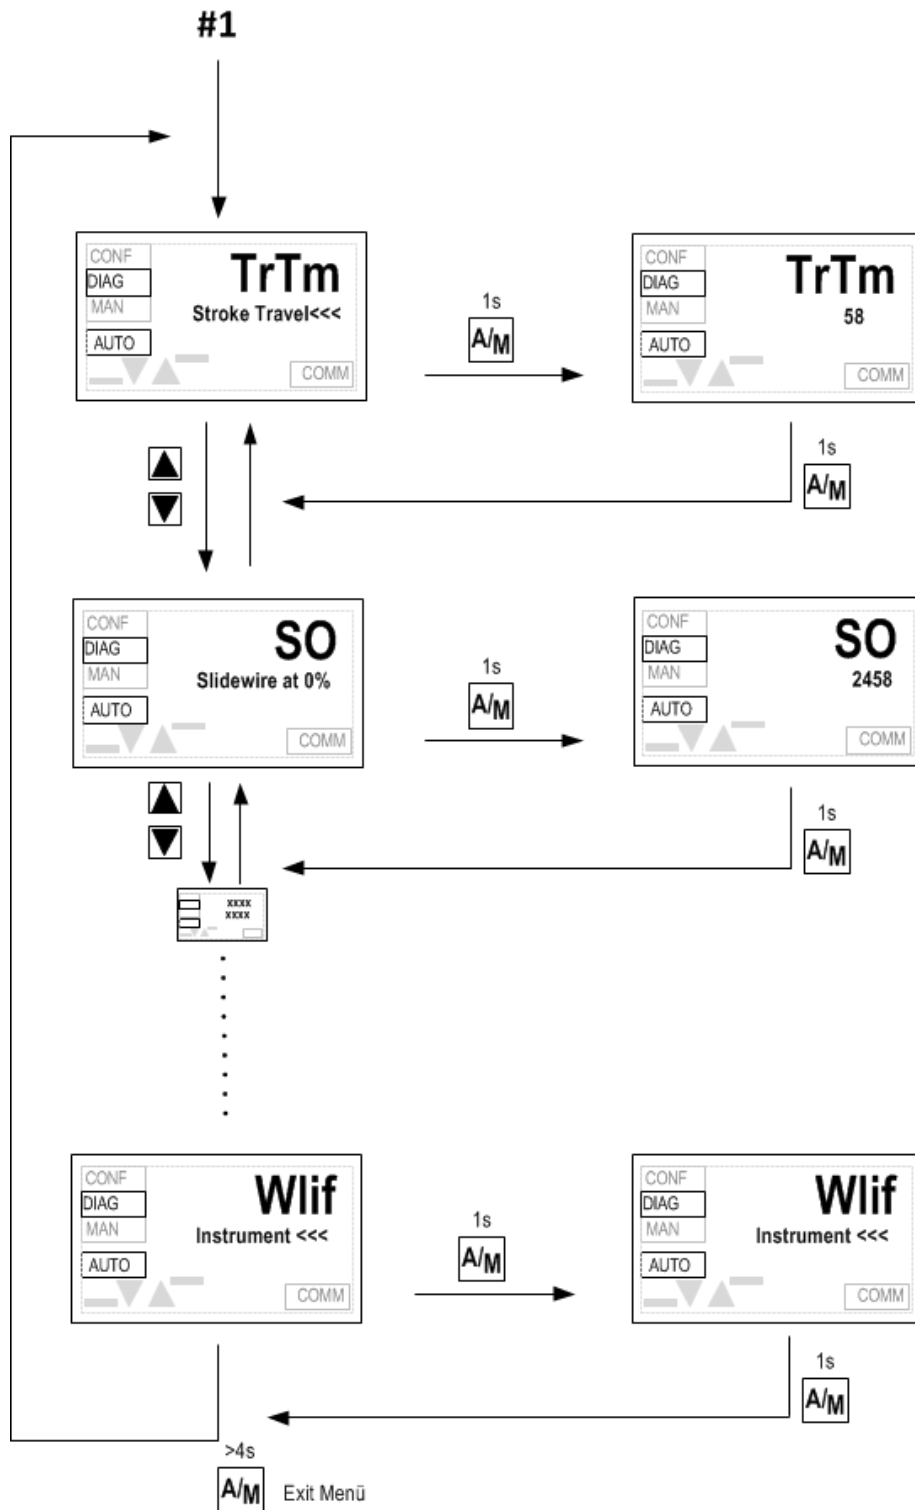 #1
CONF
DIAG
MAN
AUTO
TrTm
Stroke Travel<<<
COMM
1s
A/M
CONF
DIAG
MAN
AUTO
TrTm
58
COMM
1s
A/M
CONF
DIAG
MAN
AUTO
SO
Slidewire at 0%
COMM
1s
A/M
CONF
DIAG
MAN
AUTO
SO
2458
COMM
1s
A/M
xxxx
xxxx
CONF
DIAG
MAN
AUTO
Wlif
Instrument <<<
COMM
1s
A/M
CONF
DIAG
MAN
AUTO
Wlif
Instrument <<<
COMM
1s
A/M
>4s
A/M Exit Menü